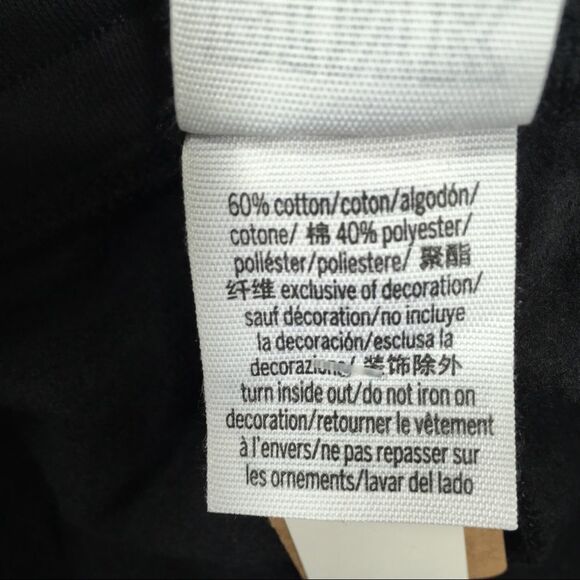 60% cotton/coton/algodón/
cotone/ 棉 40% polyester/
poliéster/poliestere/ 聚酯
纤维 exclusive of decoration/
sauf décoration/no incluye
la decoración/esclusa la
decorazione/ 装饰除外
turn inside out/do not iron on
decoration/retourner le vêtement
à l'envers/ne pas repasser sur
les ornements/lavar del lado